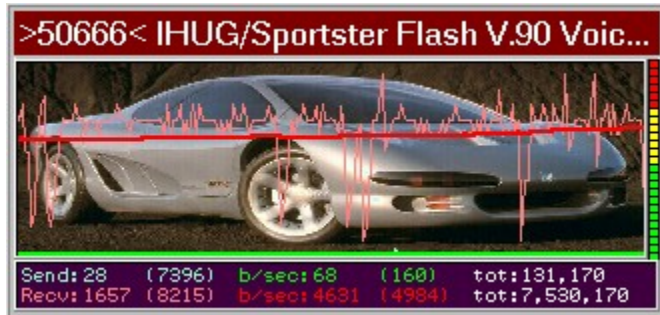 >50666< IHUG/Sportster Flash V.90 Voic...
Send: 28 (7396) b/sec: 68 (160) tot: 131,170
Recv: 1657 (8215) b/sec: 4631 (4984) tot: 7,530,170